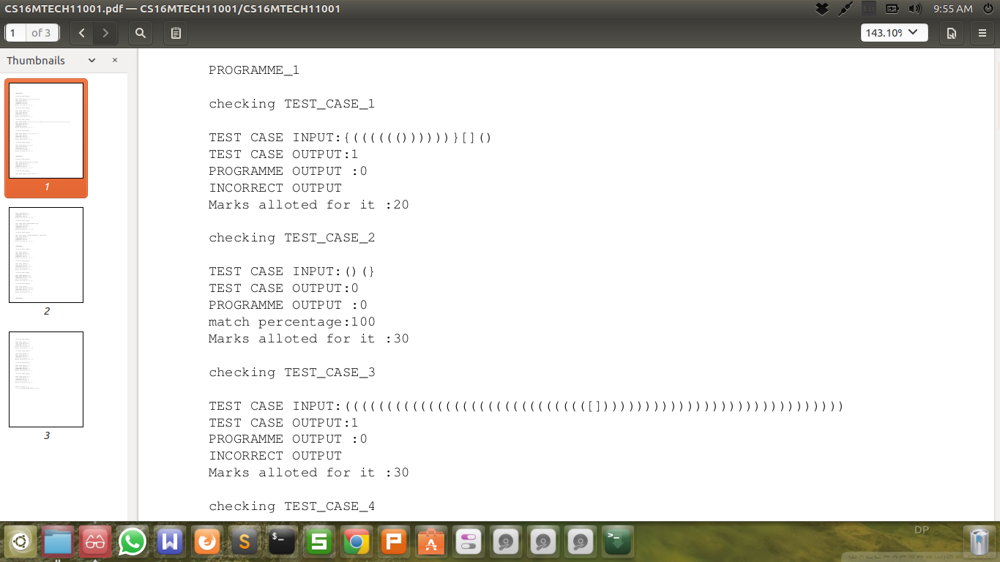 CS16MTECH11001.pdf — CS16MTECH11001/CS16MTECH11001
En
9:55 AM
1 of 3
143.10%
Thumbnails
1
2
3
PROGRAMME_1
checking TEST_CASE_1
TEST CASE INPUT:{(((((())))))}[]()
TEST CASE OUTPUT:1
PROGRAMME OUTPUT :0
INCORRECT OUTPUT
Marks alloted for it :20
checking TEST_CASE_2
TEST CASE INPUT:()(}
TEST CASE OUTPUT:0
PROGRAMME OUTPUT :0
match percentage:100
Marks alloted for it :30
checking TEST_CASE_3
TEST CASE INPUT:((((((((((((((((((((((((((((([])))))))))))))))))))))))))))))
TEST CASE OUTPUT:1
PROGRAMME OUTPUT :0
INCORRECT OUTPUT
Marks alloted for it :30
checking TEST_CASE_4
DP